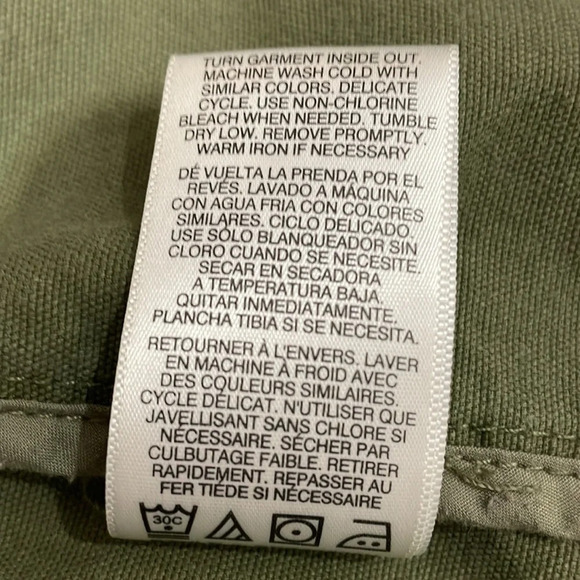 TURN GARMENT INSIDE OUT.
MACHINE WASH COLD WITH
SIMILAR COLORS. DELICATE
CYCLE. USE NON-CHLORINE
BLEACH WHEN NEEDED. TUMBLE
DRY LOW. REMOVE PROMPTLY.
WARM IRON IF NECESSARY
DÉ VUELTA LA PRENDA POR EL
REVÉS. LAVADO A MÁQUINA
CON AGUA FRIA CON COLORES
SIMILARES. CICLO DELICADO.
USE SÓLO BLANQUEADOR SIN
CLORO CUANDO SE NECESITE.
SECAR EN SECADORA
A TEMPERATURA BAJA.
QUITAR INMEDIATAMENTE.
PLANCHA TIBIA SI SE NECESITA.
RETOURNER À L'ENVERS. LAVER
EN MACHINE À FROID AVEC
DES COULEURS SIMILAIRES.
CYCLE DÉLICAT. N'UTILISER QUE
JAVELLISANT SANS CHLORE SI
NÉCESSAIRE. SÉCHER PAR
CULBUTAGE FAIBLE. RETIRER
RAPIDEMENT. REPASSER AU
FER TIÈDE SI NÉCESSAIRE
30C